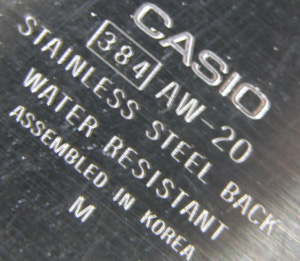 CASIO
384 AW-20
STAINLESS STEEL BACK
WATER RESISTANT
ASSEMBLED IN KOREA
M